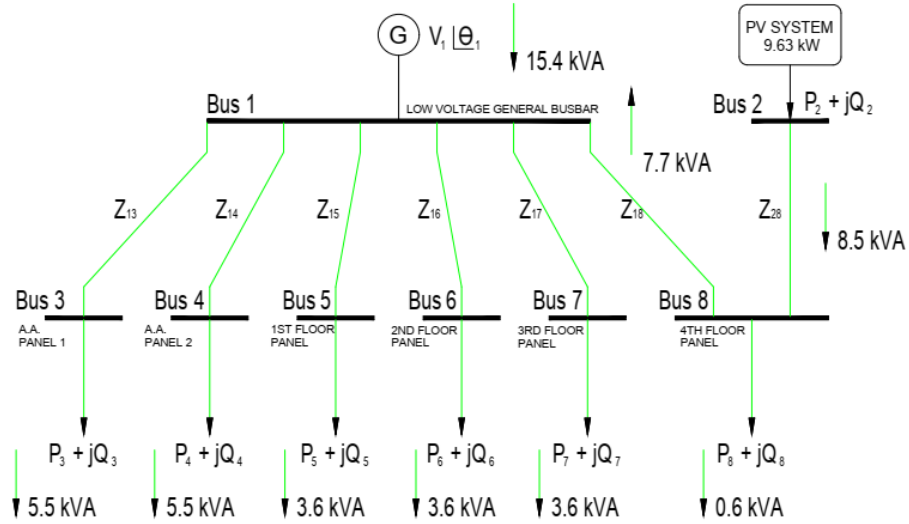 G
V₁ |θ₁
15.4 kVA
PV SYSTEM
9.63 kW
Bus 1
LOW VOLTAGE GENERAL BUSBAR
Bus 2
P₂ + jQ₂
7.7 kVA
Z₁₃
Z₁₄
Z₁₅
Z₁₆
Z₁₇
Z₁₈
Z₂₈
8.5 kVA
Bus 3
A.A.
PANEL 1
Bus 4
A.A.
PANEL 2
Bus 5
1ST FLOOR
PANEL
Bus 6
2ND FLOOR
PANEL
Bus 7
3RD FLOOR
PANEL
Bus 8
4TH FLOOR
PANEL
P₃ + jQ₃
P₄ + jQ₄
P₅ + jQ₅
P₆ + jQ₆
P₇ + jQ₇
P₈ + jQ₈
5.5 kVA
5.5 kVA
3.6 kVA
3.6 kVA
3.6 kVA
0.6 kVA